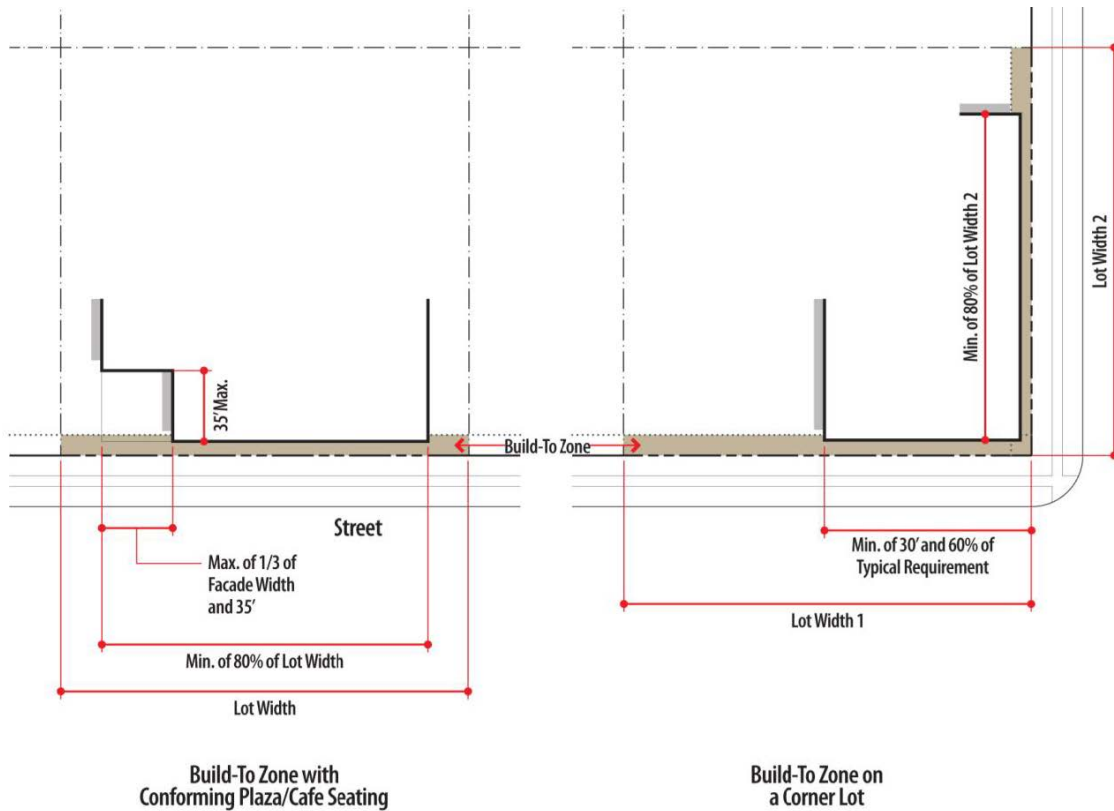 35' Max.
Street
Max. of 1/3 of
Facade Width
and 35'
Min. of 80% of Lot Width
Lot Width
Build-To Zone with
Conforming Plaza/Cafe Seating
Build-To Zone
Min. of 80% of Lot Width 2
Lot Width 2
Min. of 30' and 60% of
Typical Requirement
Lot Width 1
Build-To Zone on
a Corner Lot